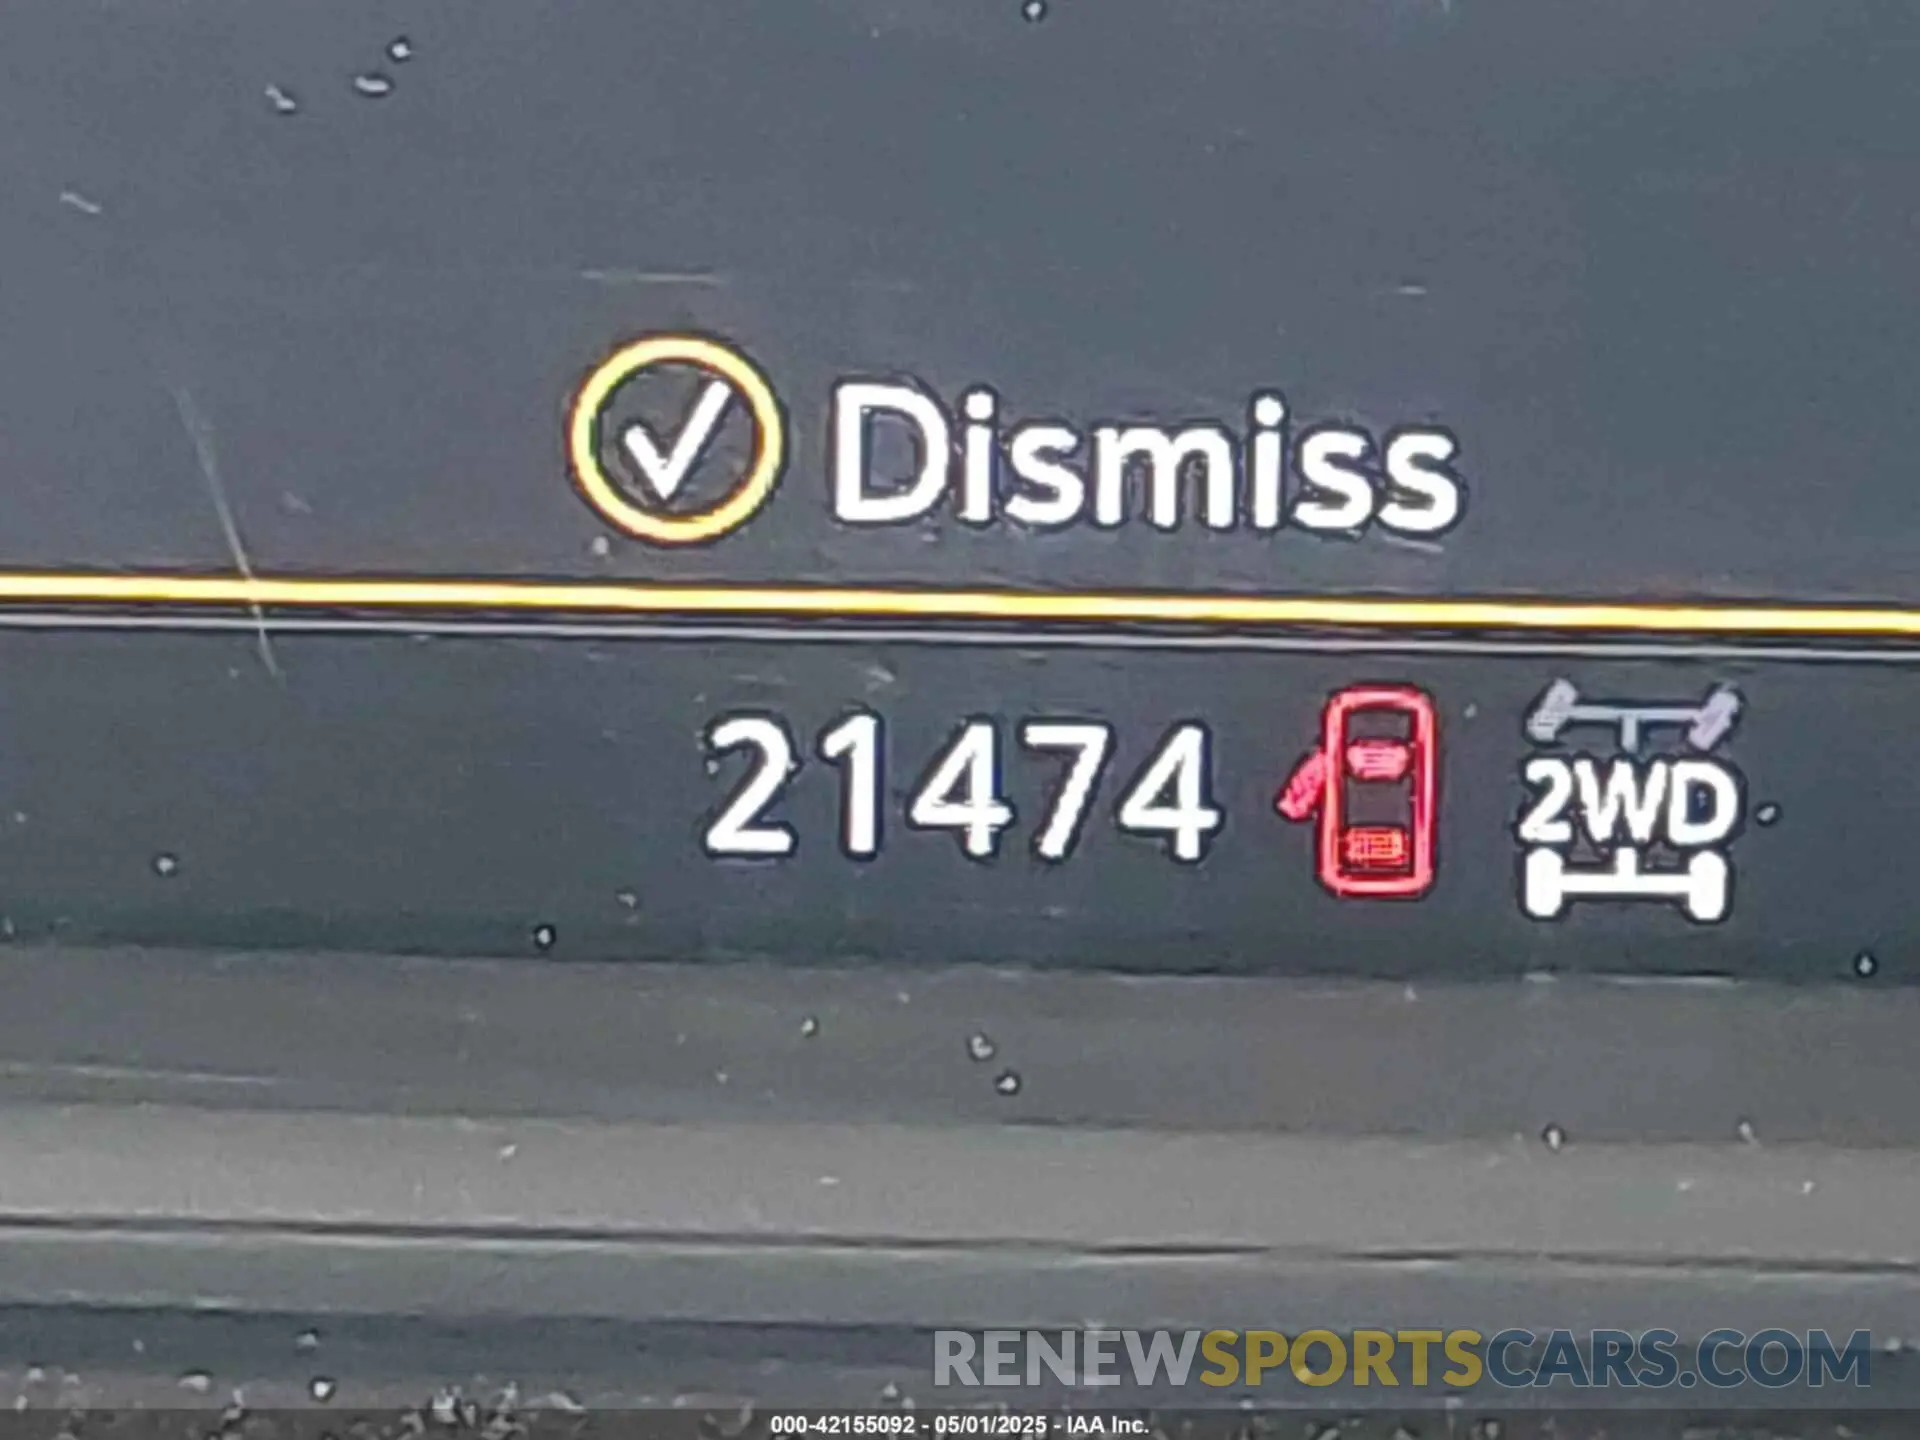 Dismiss
21474
2WD
RENEWSPORTSCARS.COM
000-42155092 - 05/01/2025 - IAA Inc.